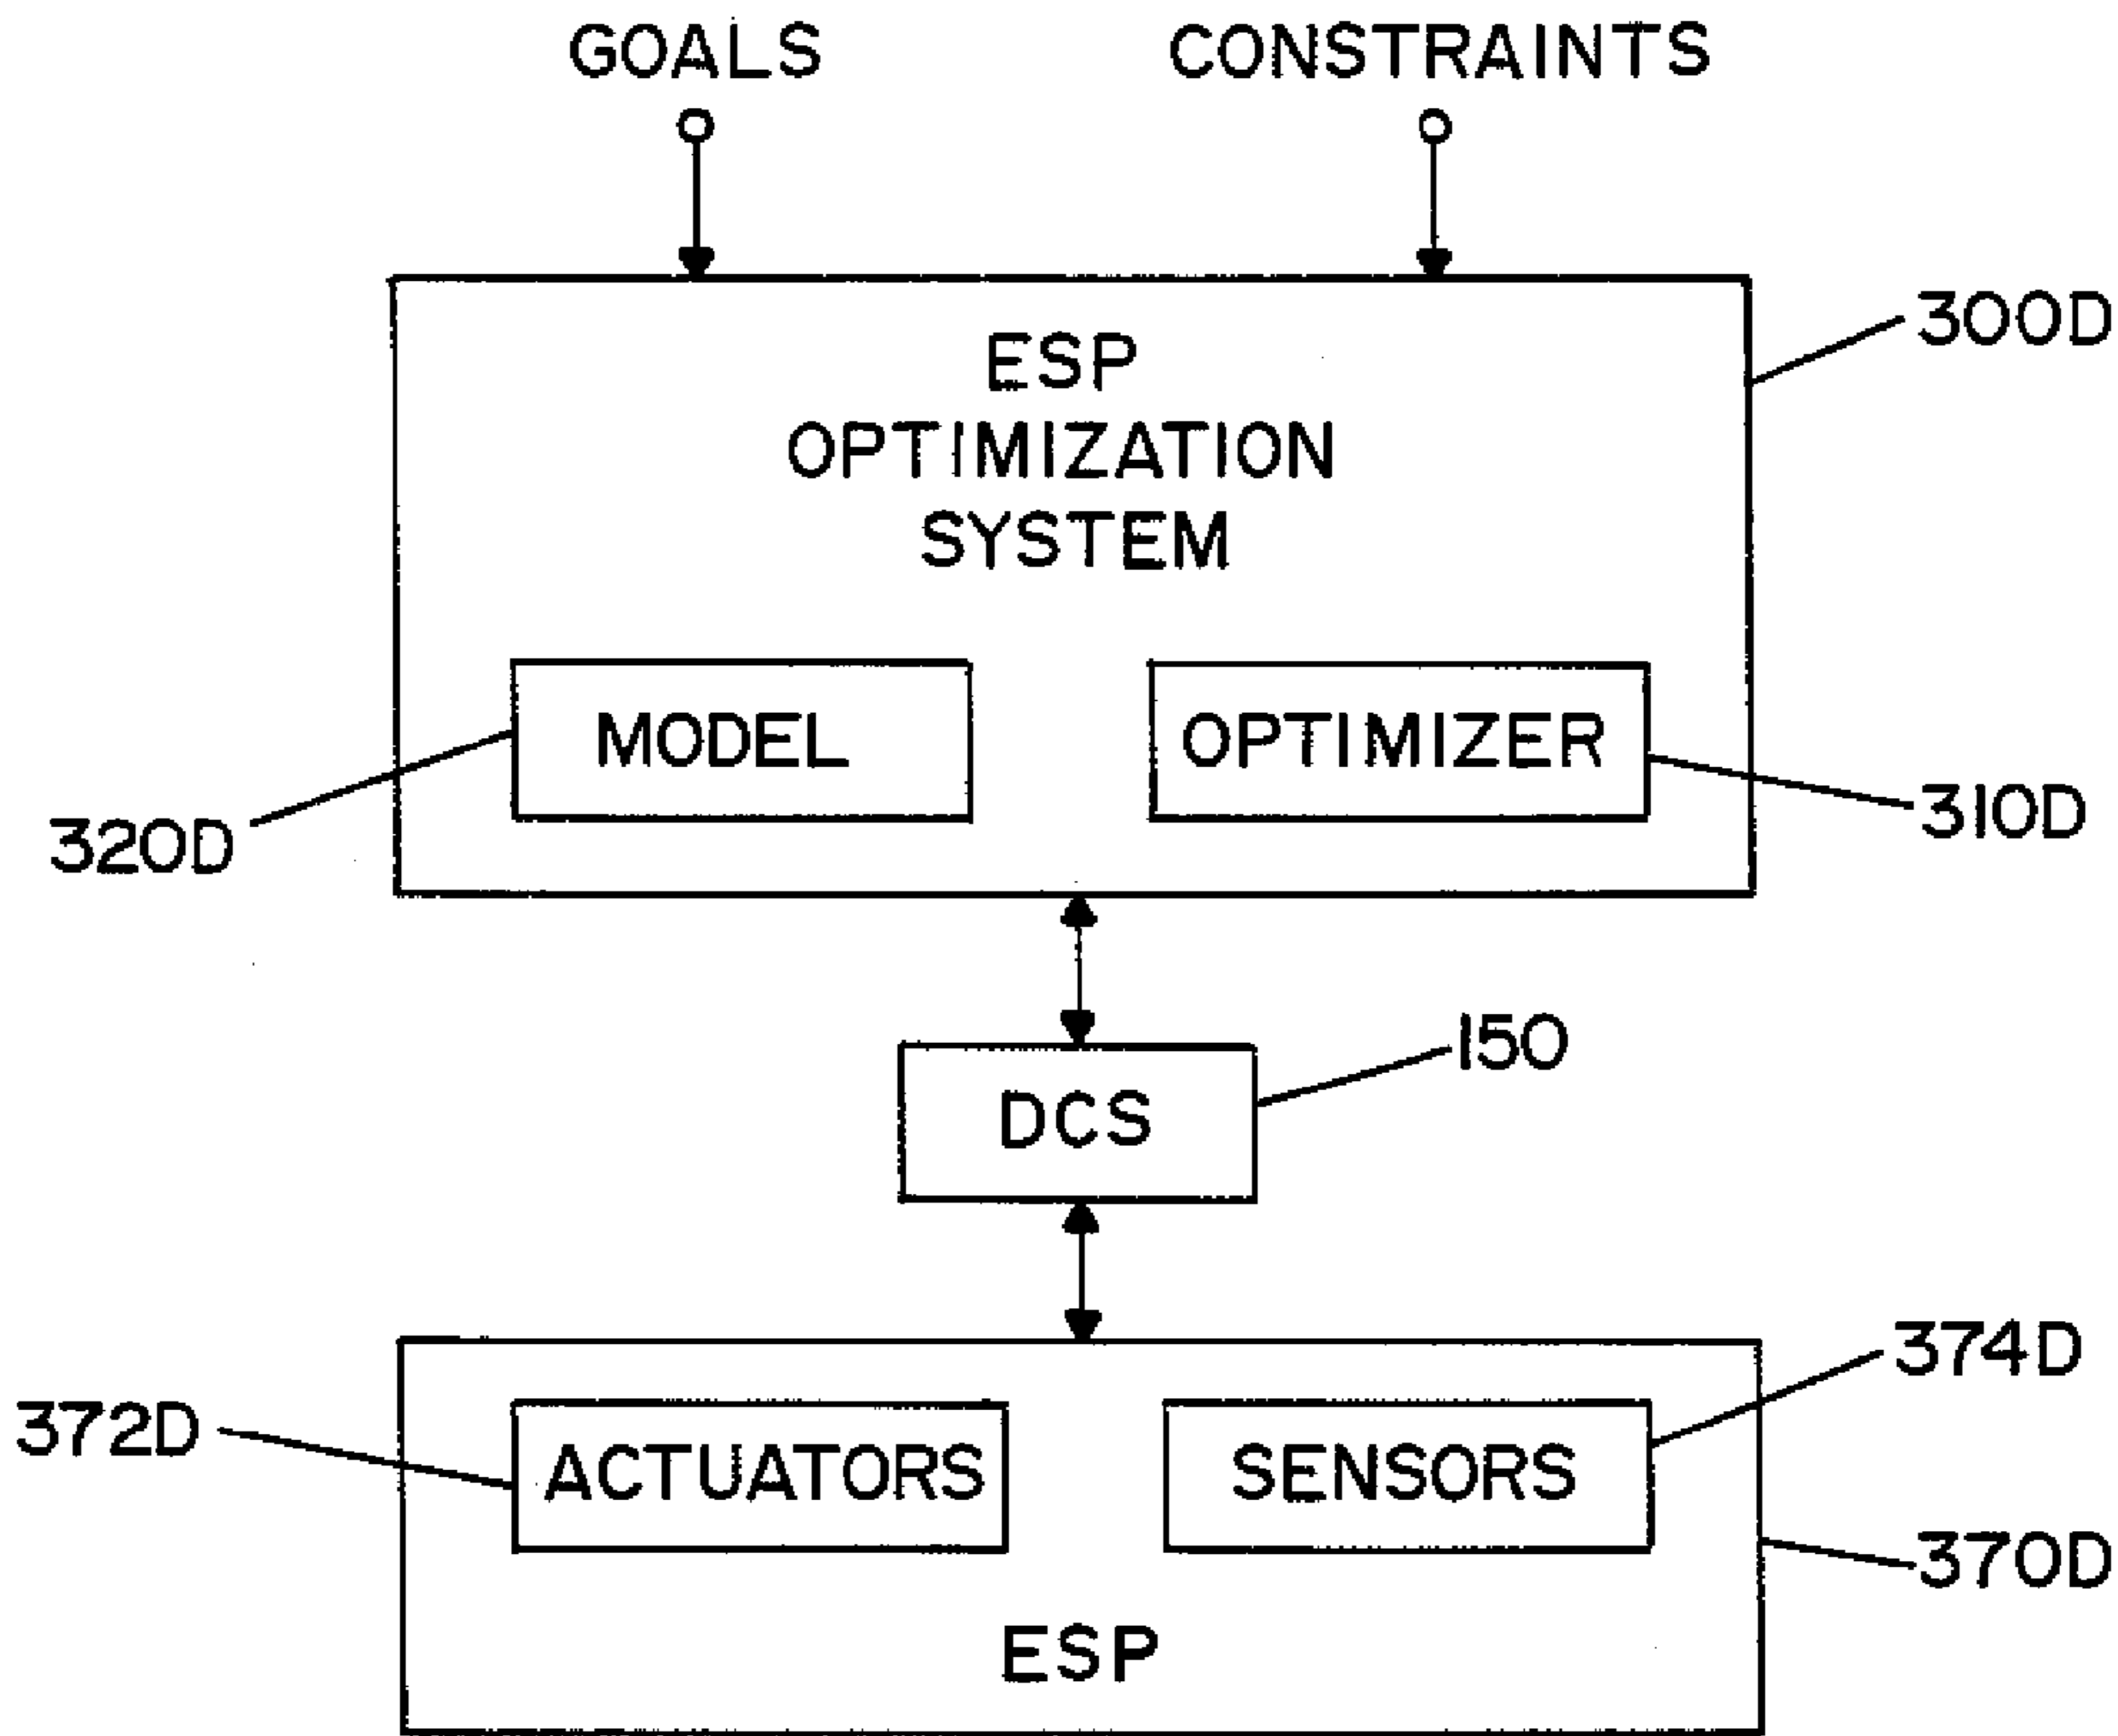 GOALS
CONSTRAINTS
300D
ESP
OPTIMIZATION
SYSTEM
MODEL
OPTIMIZER
320D
310D
150
DCS
374D
372D
ACTUATORS
SENSORS
370D
ESP